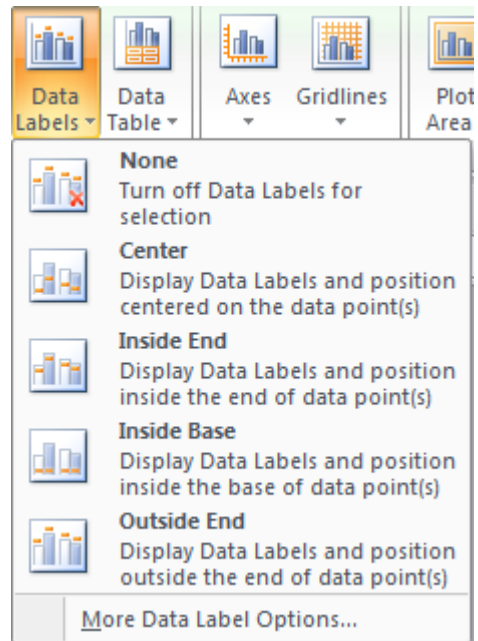 Data Labels
Data Table
Axes
Gridlines
Plot Area
None
Turn off Data Labels for
selection
Center
Display Data Labels and position
centered on the data point(s)
Inside End
Display Data Labels and position
inside the end of data point(s)
Inside Base
Display Data Labels and position
inside the base of data point(s)
Outside End
Display Data Labels and position
outside the end of data point(s)
More Data Label Options...